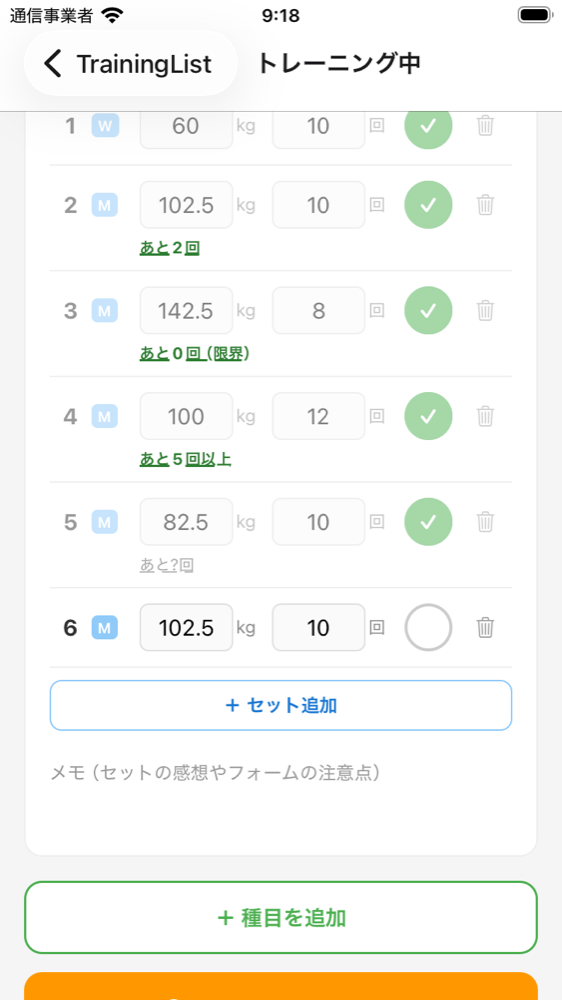 通信事業者 9:18
TrainingList トレーニング中
1 W 60 kg 10 回
2 M 102.5 kg 10 回
あと2回
3 M 142.5 kg 8 回
あと0回（限界）
4 M 100 kg 12 回
あと5回以上
5 M 82.5 kg 10 回
あと?回
6 M 102.5 kg 10 回
+ セット追加
メモ（セットの感想やフォームの注意点）
+ 種目を追加